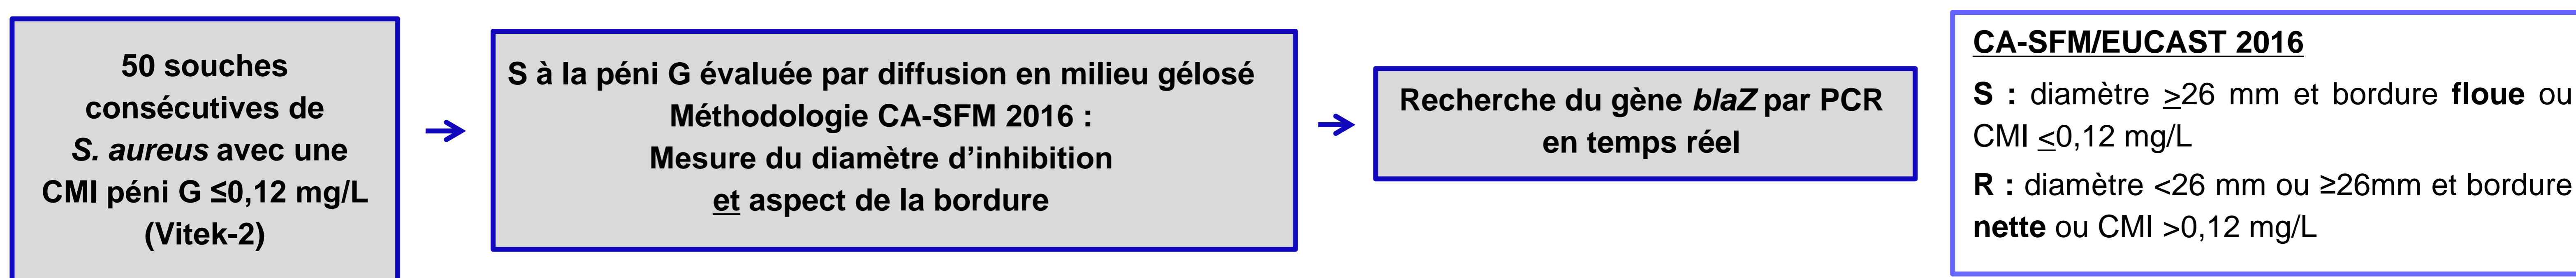 50 souches
consécutives de
S. aureus avec une
CMI péni G ≤0,12 mg/L
(Vitek-2)
S à la péni G évaluée par diffusion en milieu gélosé
Méthodologie CA-SFM 2016 :
Mesure du diamètre d’inhibition
et aspect de la bordure
Recherche du gène blaZ par PCR
en temps réel
CA-SFM/EUCAST 2016
S : diamètre ≥26 mm et bordure floue ou
CMI ≤0,12 mg/L
R : diamètre <26 mm ou ≥26mm et bordure
nette ou CMI >0,12 mg/L